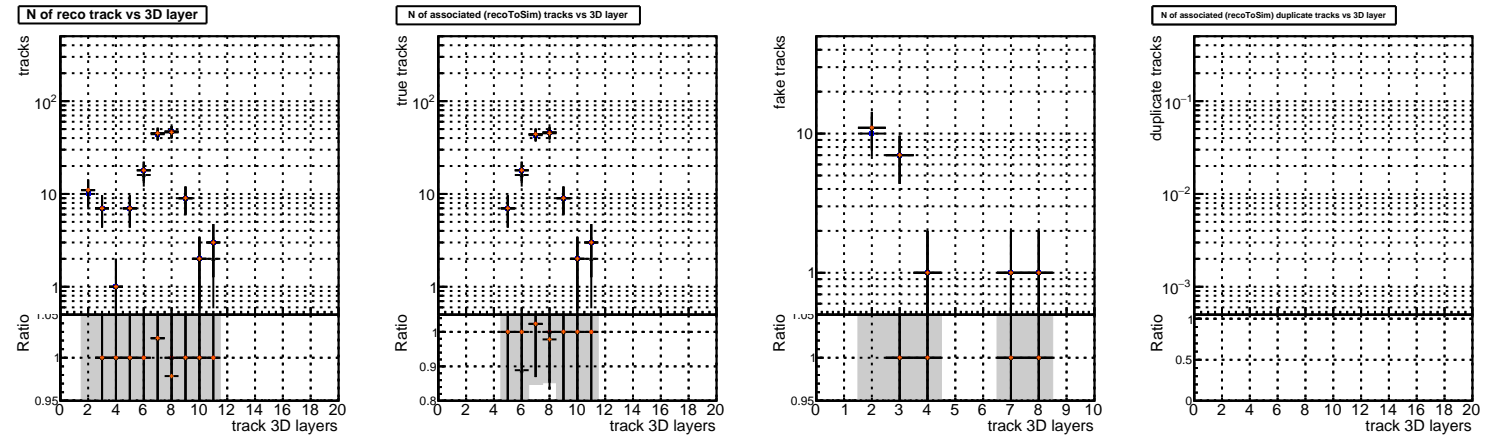 N of reco track vs 3D layer
tracks
10²
10
1
Ratio
1.05
1
0.95
0 2 4 6 8 10 12 14 16 18 20
track 3D layers
N of associated (recoToSim) tracks vs 3D layer
true tracks
10²
10
1
Ratio
1
0.9
0.8
0 2 4 6 8 10 12 14 16 18 20
track 3D layers
fake tracks
10
1
Ratio
1.05
1
0.95
0 1 2 3 4 5 6 7 8 9 10
track 3D layers
N of associated (recoToSim) duplicate tracks vs 3D layer
duplicate tracks
10⁻¹
10⁻²
10⁻³
Ratio
1
0.5
0
0 2 4 6 8 10 12 14 16 18 20
track 3D layers